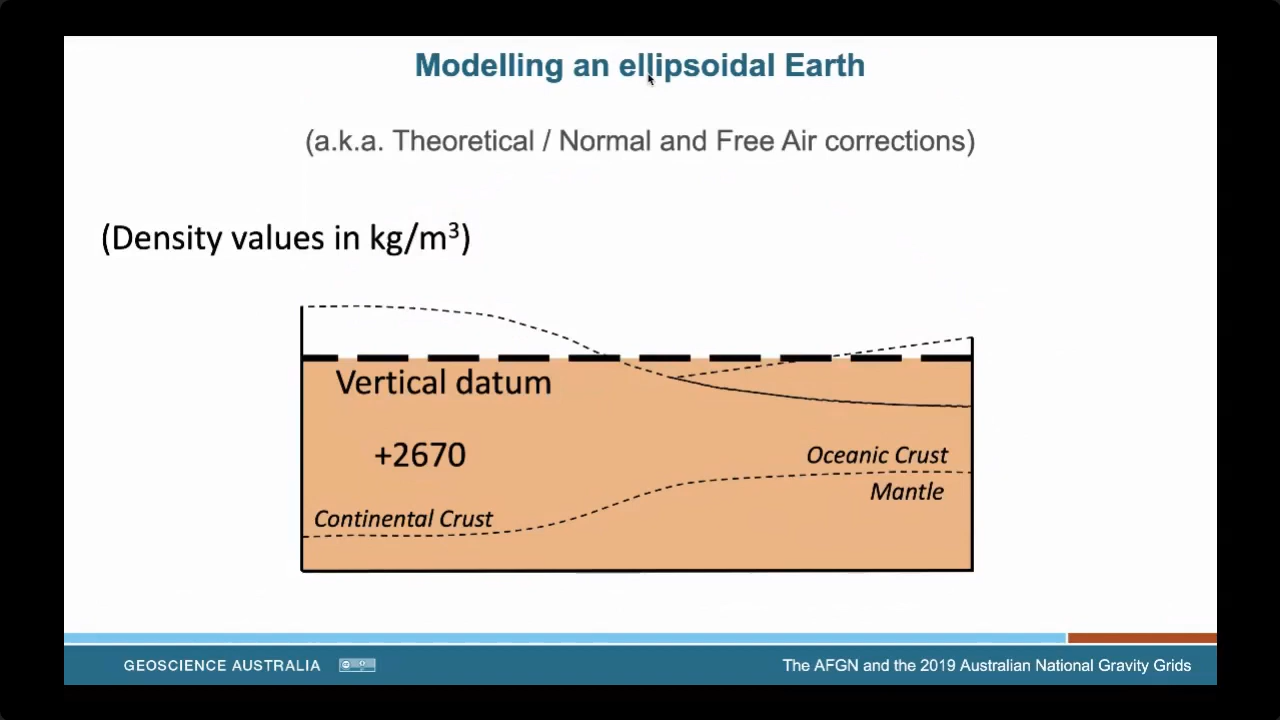 Modelling an ellipsoidal Earth
(a.k.a. Theoretical / Normal and Free Air corrections)
(Density values in kg/m³)
Vertical datum
+2670
Oceanic Crust
Mantle
Continental Crust
GEOSCIENCE AUSTRALIA
The AFGN and the 2019 Australian National Gravity Grids